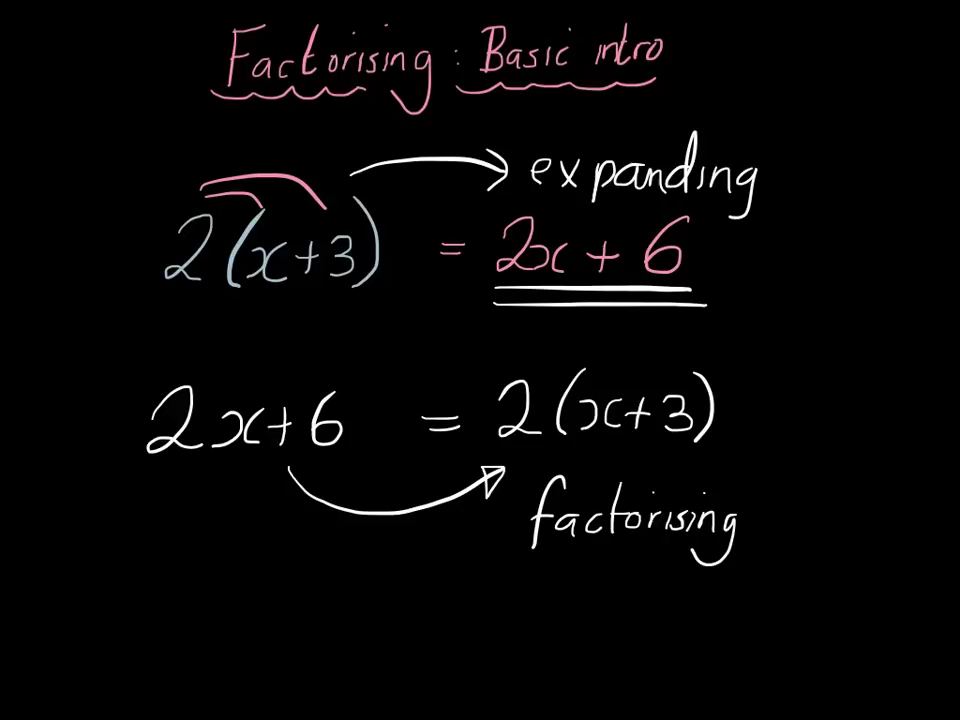 Factorising : Basic intro
expanding
2(x+3) = 2x + 6
2x+6 = 2(x+3)
factorising